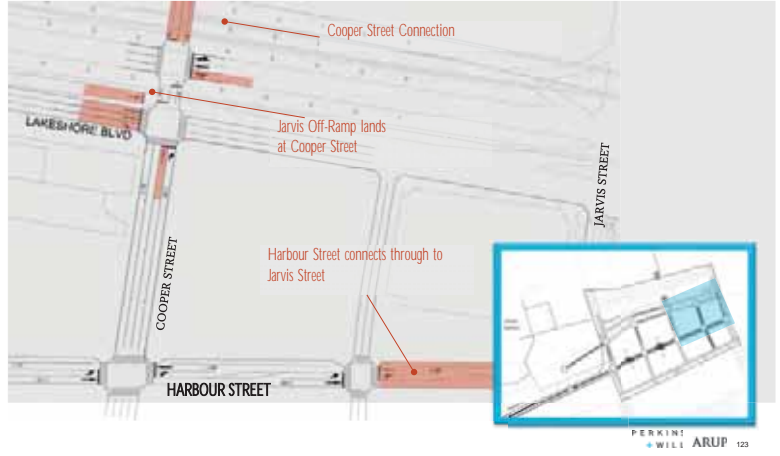 Cooper Street Connection
LAKESHORE BLVD
Jarvis Off-Ramp lands
at Cooper Street
JARVIS STREET
COOPER STREET
Harbour Street connects through to
Jarvis Street
HARBOUR STREET
PERKINS
+ WILL ARUP 123